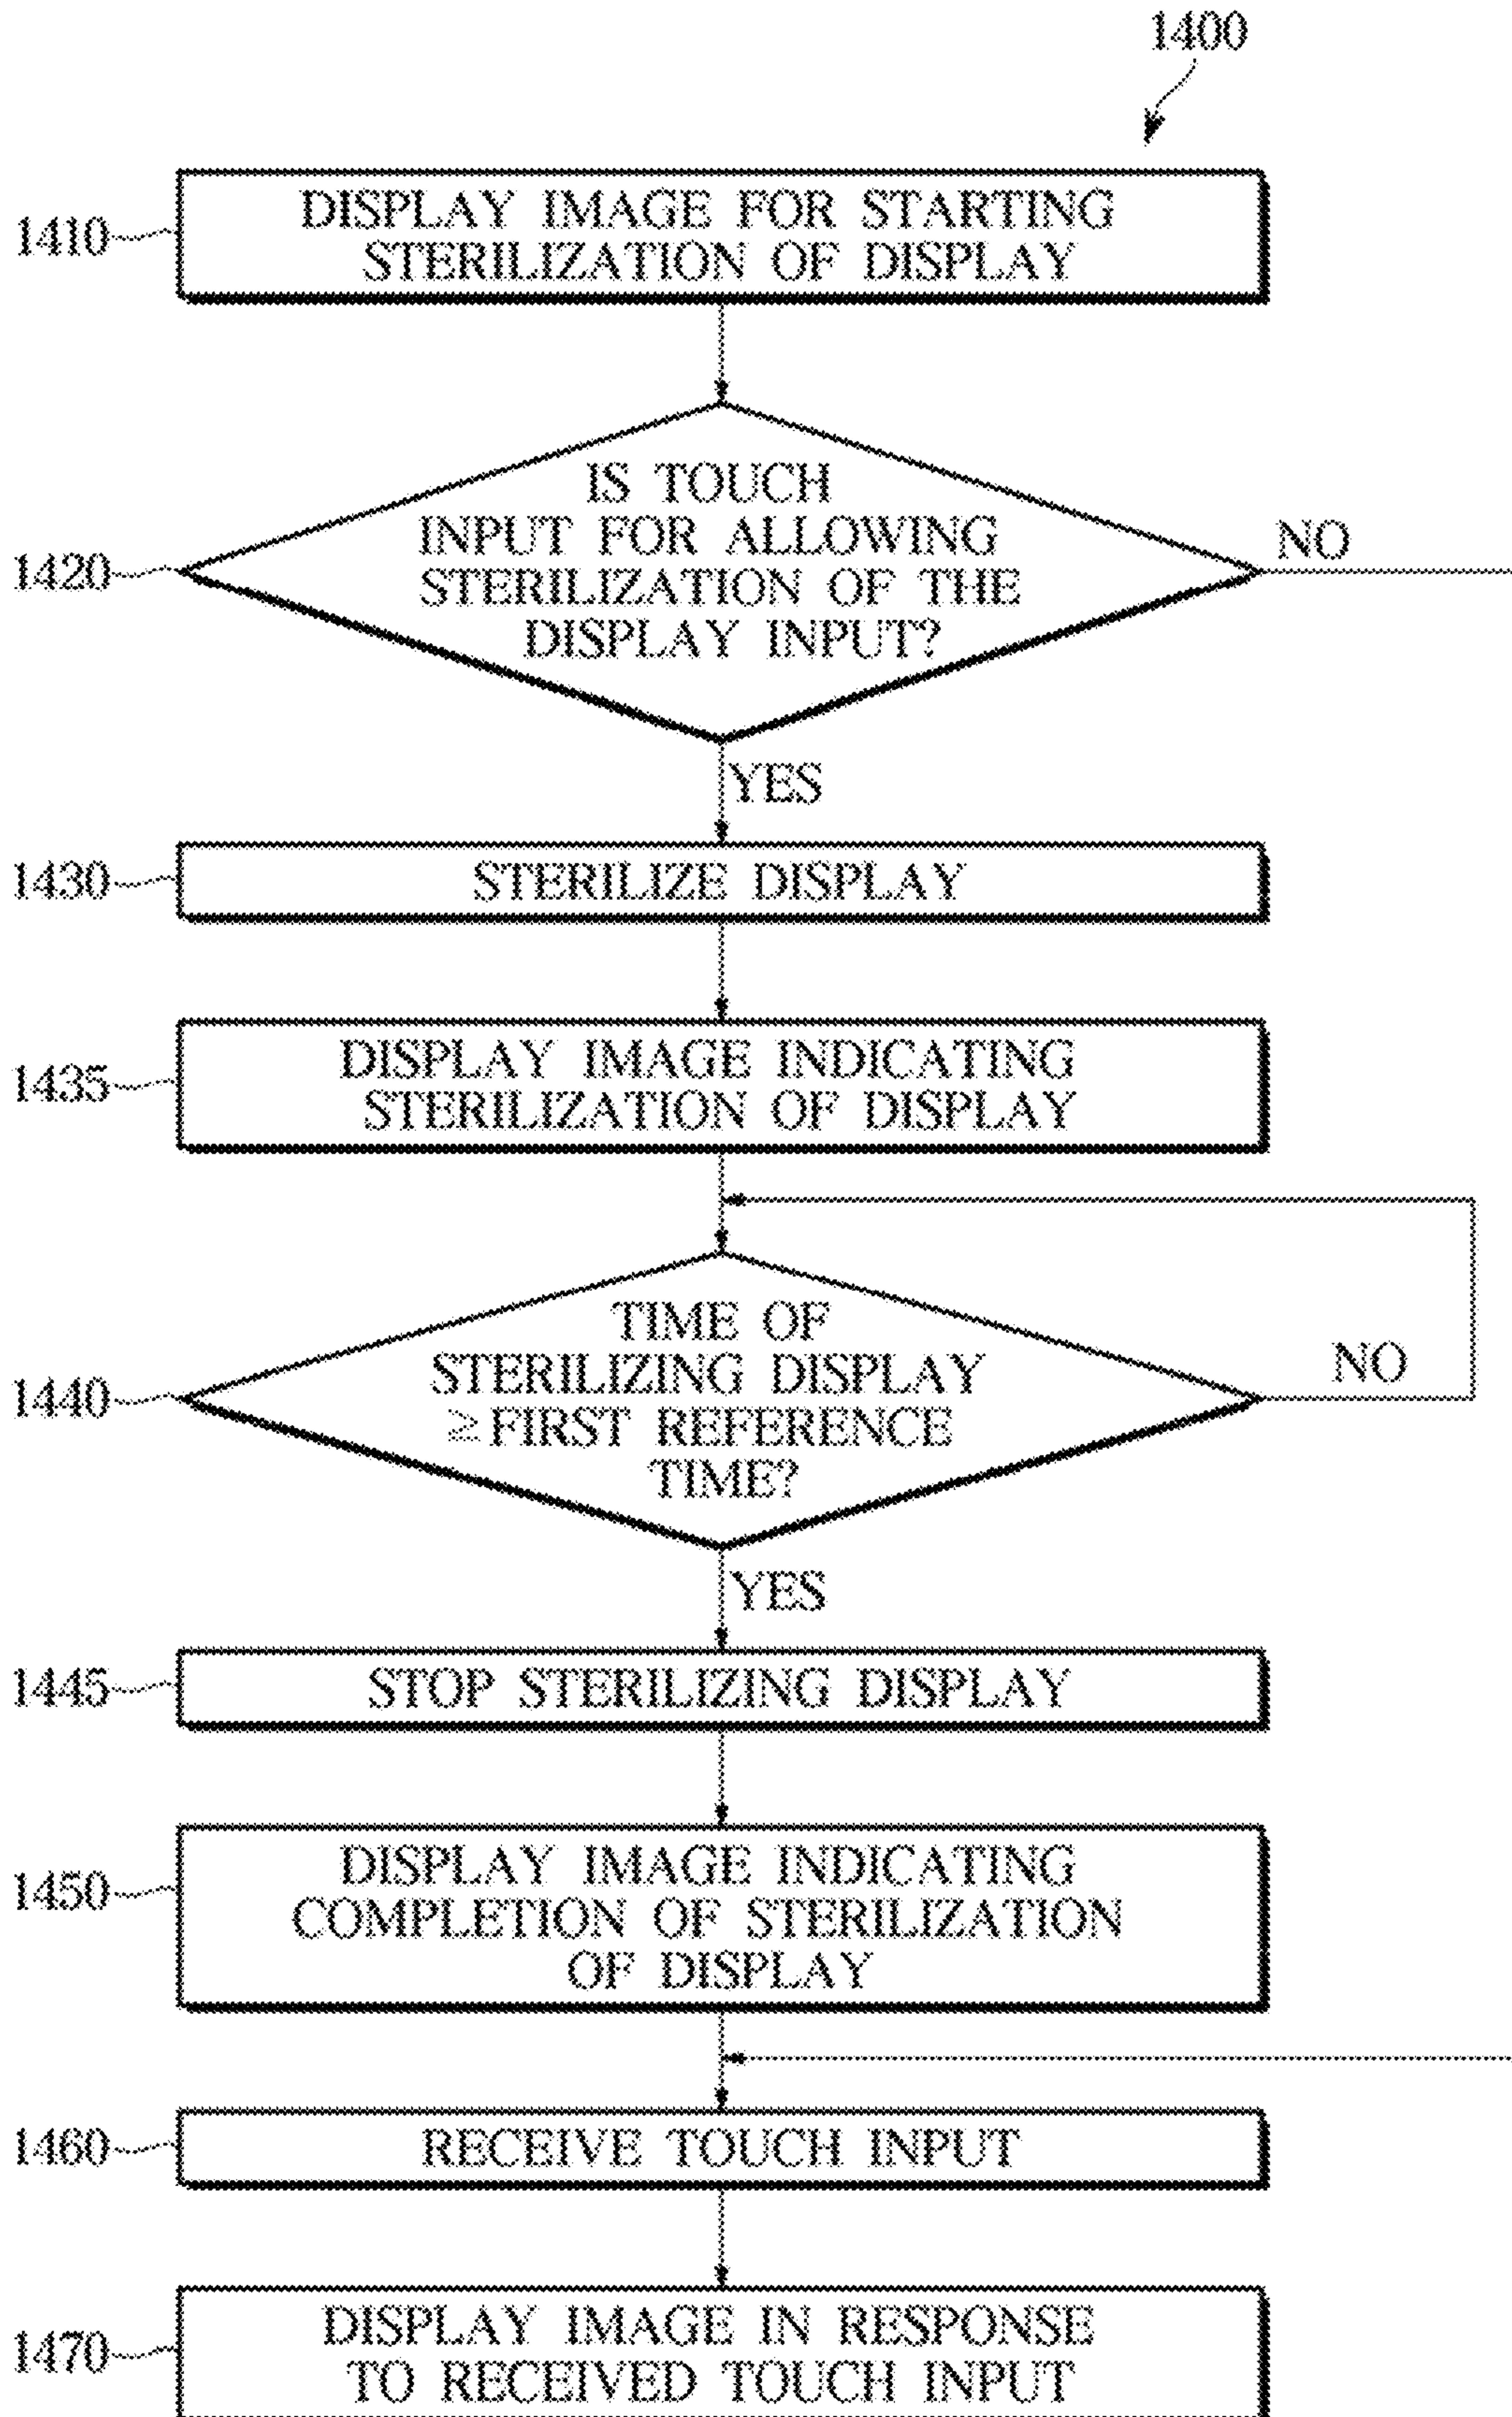 1400
1410
DISPLAY IMAGE FOR STARTING
STERILIZATION OF DISPLAY
1420
IS TOUCH
INPUT FOR ALLOWING
STERILIZATION OF THE
DISPLAY INPUT?
NO
YES
1430
STERILIZE DISPLAY
1435
DISPLAY IMAGE INDICATING
STERILIZATION OF DISPLAY
1440
TIME OF
STERILIZING DISPLAY
≥ FIRST REFERENCE
TIME?
NO
YES
1445
STOP STERILIZING DISPLAY
1450
DISPLAY IMAGE INDICATING
COMPLETION OF STERILIZATION
OF DISPLAY
1460
RECEIVE TOUCH INPUT
1470
DISPLAY IMAGE IN RESPONSE
TO RECEIVED TOUCH INPUT